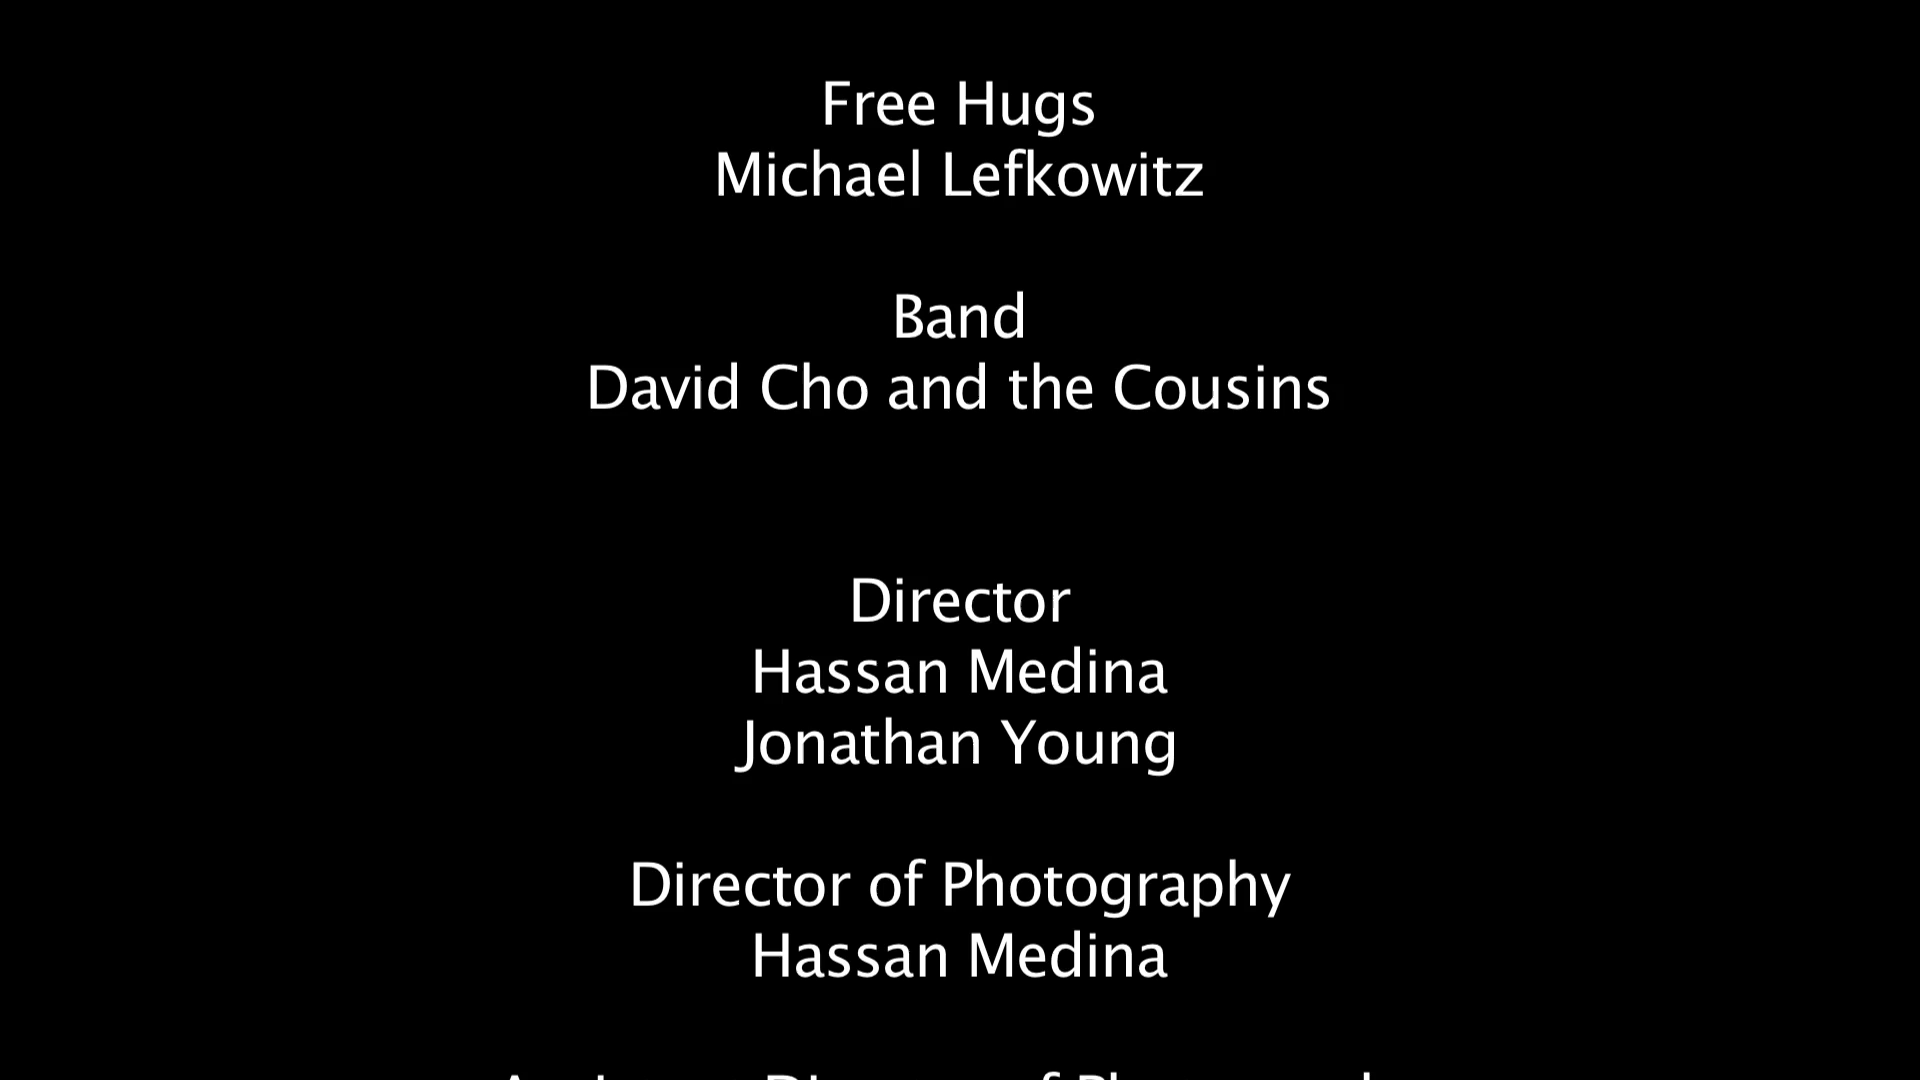 Free Hugs
Michael Lefkowitz
Band
David Cho and the Cousins
Director
Hassan Medina
Jonathan Young
Director of Photography
Hassan Medina